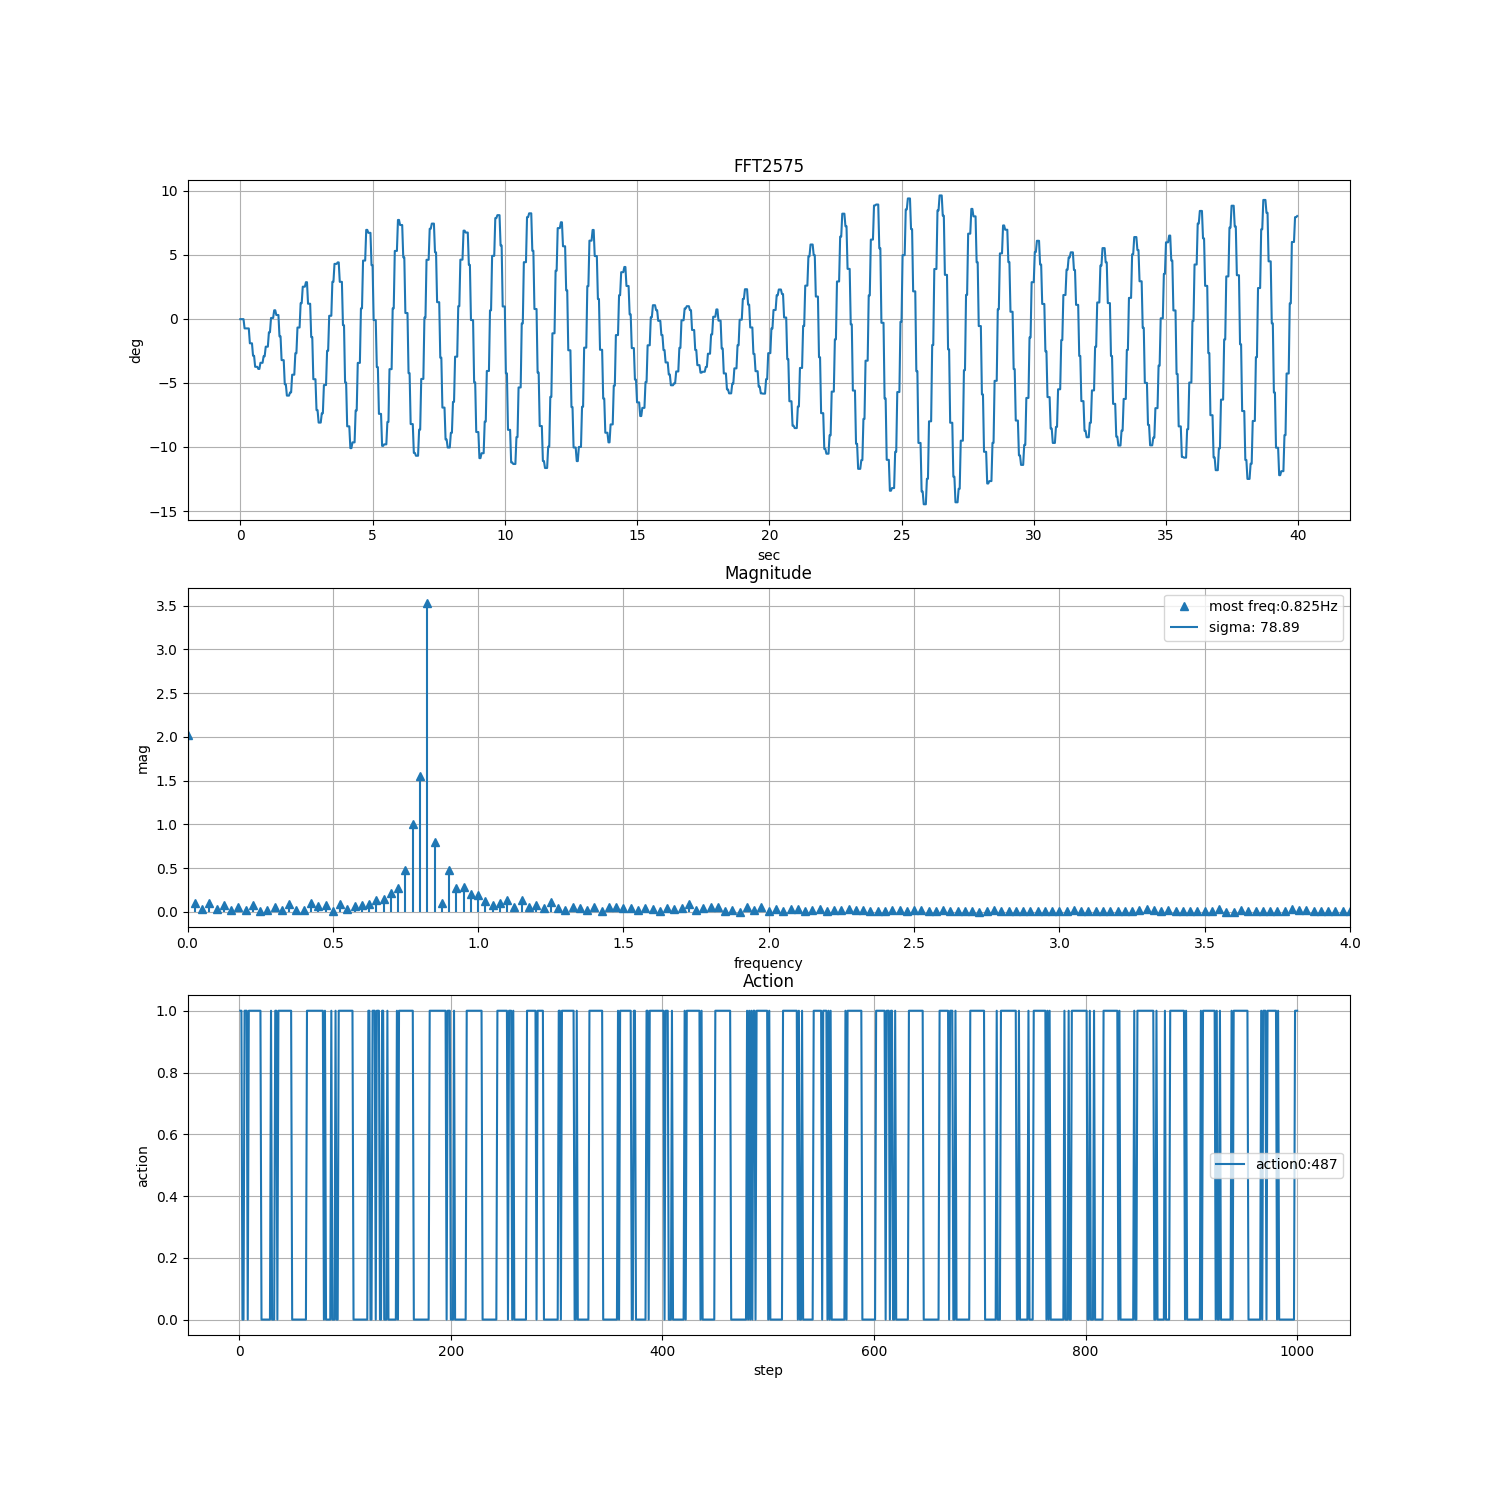 FFT2575
10
5
0
−5
−10
−15
deg
0 5 10 15 20 25 30 35 40
sec
Magnitude
3.5
3.0
2.5
2.0
1.5
1.0
0.5
0.0
mag
most freq:0.825Hz
sigma: 78.89
0.0 0.5 1.0 1.5 2.0 2.5 3.0 3.5 4.0
frequency
Action
1.0
0.8
0.6
0.4
0.2
0.0
action
action0:487
0 200 400 600 800 1000
step